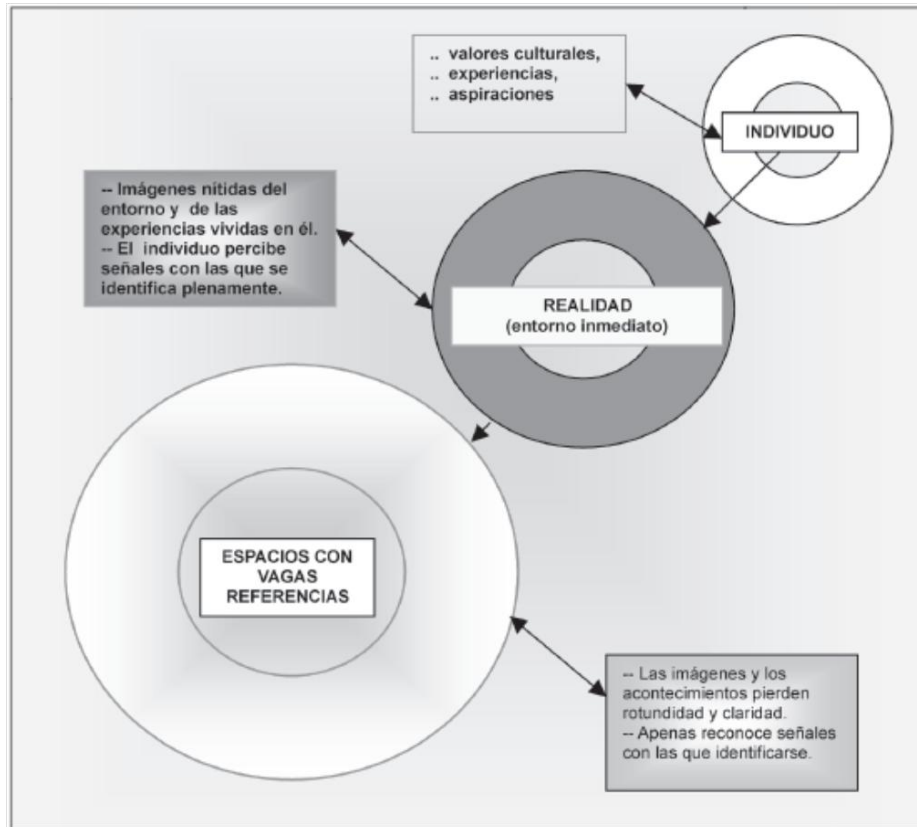 .. valores culturales,
.. experiencias,
.. aspiraciones
INDIVIDUO
-- Imágenes nítidas del
entorno y de las
experiencias vividas en él.
-- El individuo percibe
señales con las que se
identifica plenamente.
REALIDAD
(entorno inmediato)
ESPACIOS CON
VAGAS
REFERENCIAS
-- Las imágenes y los
acontecimientos pierden
rotundidad y claridad.
-- Apenas reconoce señales
con las que identificarse.